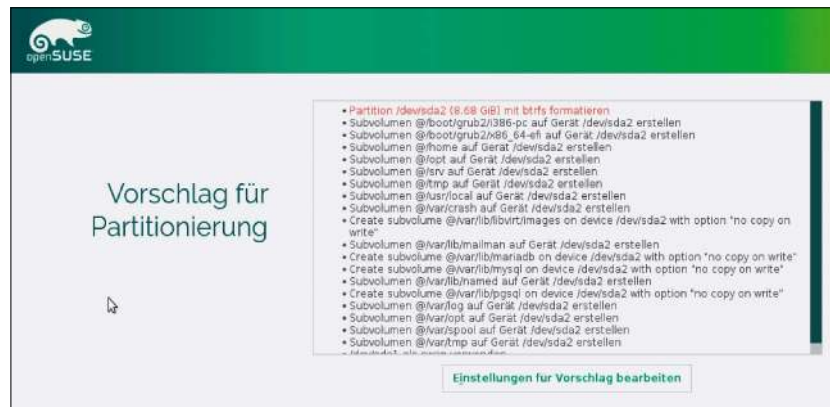 openSUSE
Vorschlag für
Partitionierung
• Partition /dev/sda2 (8.68 GiB) mit btrfs formatieren
• Subvolumen @/boot/grub2/i386-pc auf Gerät /dev/sda2 erstellen
• Subvolumen @/boot/grub2/x86_64-efi auf Gerät /dev/sda2 erstellen
• Subvolumen @/home auf Gerät /dev/sda2 erstellen
• Subvolumen @/opt auf Gerät /dev/sda2 erstellen
• Subvolumen @/srv auf Gerät /dev/sda2 erstellen
• Subvolumen @/tmp auf Gerät /dev/sda2 erstellen
• Subvolumen @/usr/local auf Gerät /dev/sda2 erstellen
• Subvolumen @/var/crash auf Gerät /dev/sda2 erstellen
• Create subvolume @/var/lib/libvirt/images on device /dev/sda2 with option "no copy on
write"
• Subvolumen @/var/lib/mailman auf Gerät /dev/sda2 erstellen
• Create subvolume @/var/lib/mariadb on device /dev/sda2 with option "no copy on write"
• Create subvolume @/var/lib/mysql on device /dev/sda2 with option "no copy on write"
• Subvolumen @/var/lib/named auf Gerät /dev/sda2 erstellen
• Create subvolume @/var/lib/pgsql on device /dev/sda2 with option "no copy on write"
• Subvolumen @/var/log auf Gerät /dev/sda2 erstellen
• Subvolumen @/var/opt auf Gerät /dev/sda2 erstellen
• Subvolumen @/var/spool auf Gerät /dev/sda2 erstellen
• Subvolumen @/var/tmp auf Gerät /dev/sda2 erstellen
Einstellungen für Vorschlag bearbeiten